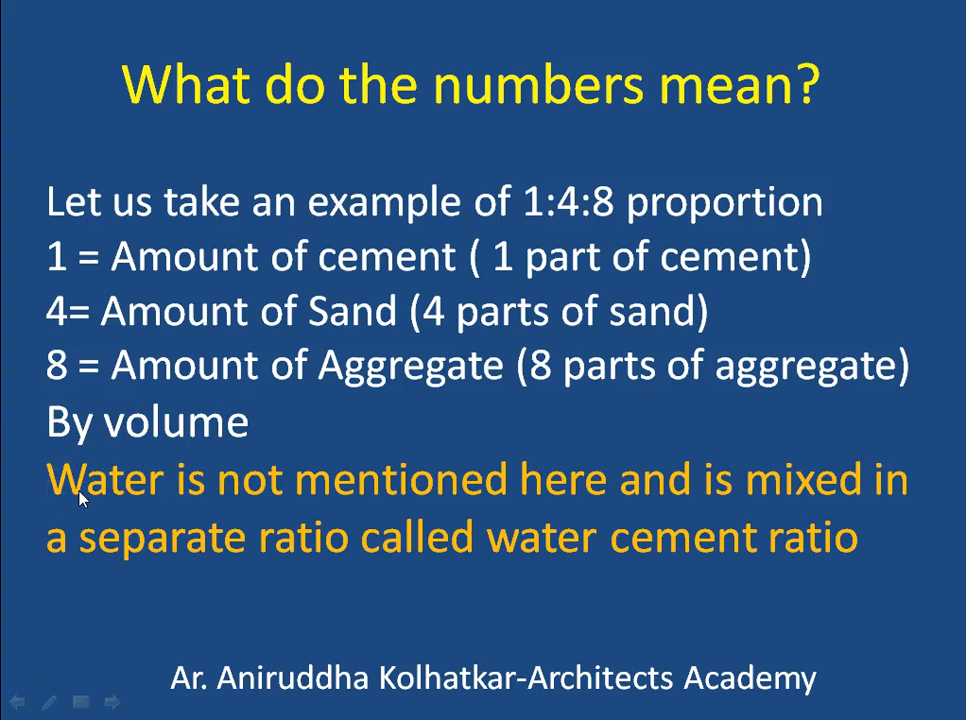 What do the numbers mean?
Let us take an example of 1:4:8 proportion
1 = Amount of cement ( 1 part of cement)
4= Amount of Sand (4 parts of sand)
8 = Amount of Aggregate (8 parts of aggregate)
By volume
Water is not mentioned here and is mixed in
a separate ratio called water cement ratio
Ar. Aniruddha Kolhatkar-Architects Academy